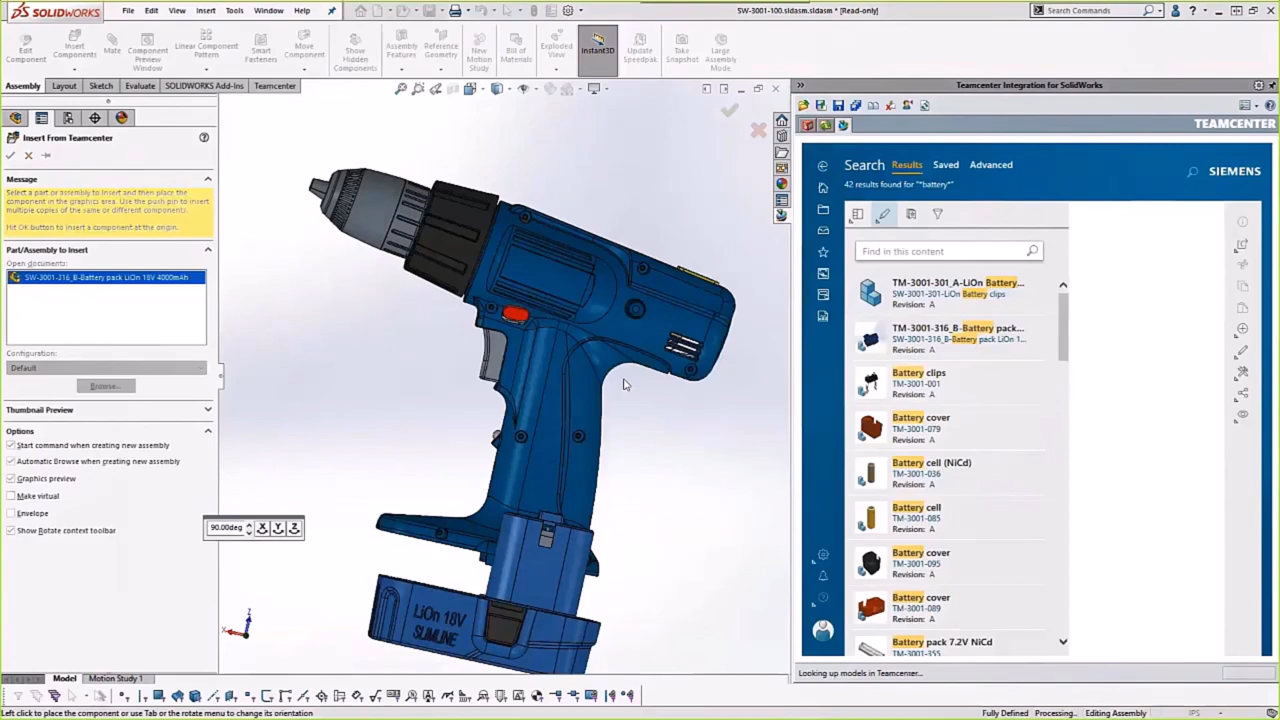 SOLIDWORKS
File Edit View Insert Tools Window Help
SW-3001-100.sldasm.sldasm * [Read-only]
Search Commands
Edit Component
Insert Components
Mate
Component Preview Window
Linear Component Pattern
Smart Fasteners
Move Component
Show Hidden Components
Assembly Features
Reference Geometry
New Motion Study
Bill of Materials
Exploded View
Instant3D
Update Speedpak
Take Snapshot
Large Assembly Mode
Assembly Layout Sketch Evaluate SOLIDWORKS Add-Ins Teamcenter
Insert From Teamcenter
Message
Select a part or assembly to insert and then place the
component in the graphics area. Use the push pin to insert
multiple copies of the same or different components.
Hit OK button to insert a component at the origin.
Part/Assembly to Insert
Open documents:
SW-3001-316_B-Battery pack LiOn 18V 4000mAh
Configuration:
Default
Browse...
Thumbnail Preview
Options
Start command when creating new assembly
Automatic Browse when creating new assembly
Graphics preview
Make virtual
Envelope
Show Rotate context toolbar
90.00deg
X Y Z
LiOn 18V
SLIMLINE
X
Z
Teamcenter Integration for SolidWorks
TEAMCENTER
Search Results Saved Advanced
42 results found for "*battery*"
SIEMENS
Find in this content
TM-3001-301_A-LiOn Battery...
SW-3001-301-LiOn Battery clips
Revision: A
TM-3001-316_B-Battery pack...
SW-3001-316_B-Battery pack LiOn 1...
Revision: A
Battery clips
TM-3001-001
Revision: A
Battery cover
TM-3001-079
Revision: A
Battery cell (NiCd)
TM-3001-036
Revision: A
Battery cell
TM-3001-085
Revision: A
Battery cover
TM-3001-095
Revision: A
Battery cover
TM-3001-089
Revision: A
Battery pack 7.2V NiCd
TM-3001-355
Looking up models in Teamcenter...
Model Motion Study 1
Left click to place the component or use Tab or the rotate menu to change its orientation
Fully Defined Processing... Editing Assembly IPS